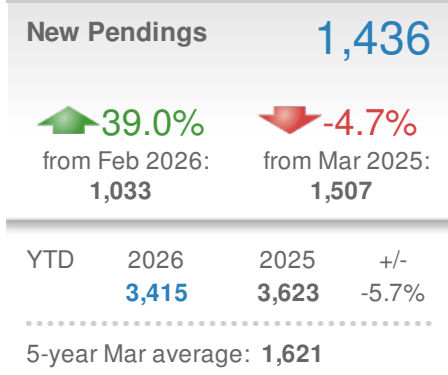 New Pendings 1,436
39.0% -4.7%
from Feb 2026: from Mar 2025:
1,033 1,507
YTD 2026 2025 +/-
3,415 3,623 -5.7%
5-year Mar average: 1,621